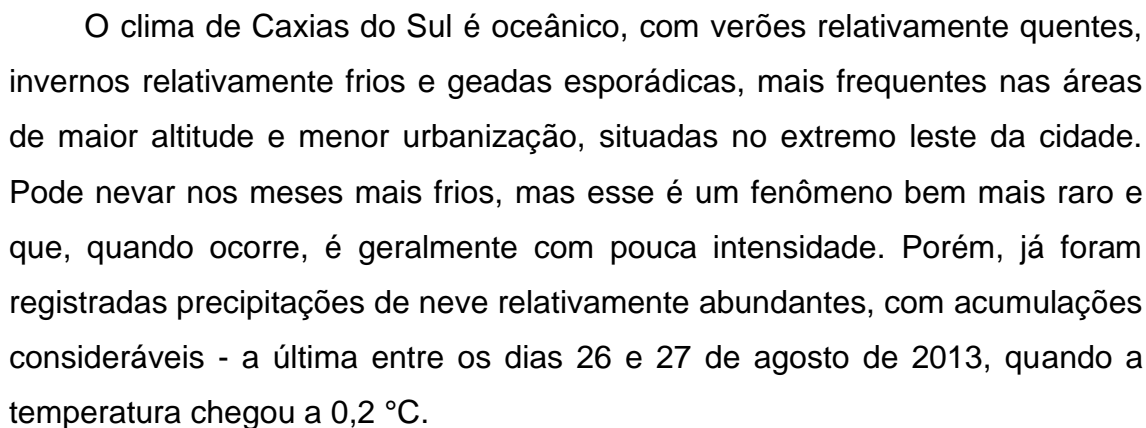 O clima de Caxias do Sul é oceânico, com verões relativamente quentes,
invernos relativamente frios e geadas esporádicas, mais frequentes nas áreas
de maior altitude e menor urbanização, situadas no extremo leste da cidade.
Pode nevar nos meses mais frios, mas esse é um fenômeno bem mais raro e
que, quando ocorre, é geralmente com pouca intensidade. Porém, já foram
registradas precipitações de neve relativamente abundantes, com acumulações
consideráveis - a última entre os dias 26 e 27 de agosto de 2013, quando a
temperatura chegou a 0,2 °C.